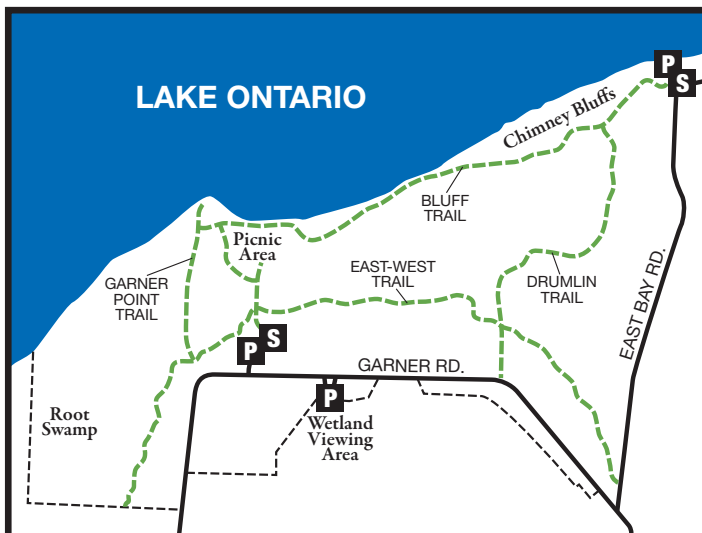 P
S
LAKE ONTARIO
Chimney Bluffs
BLUFF
TRAIL
Picnic
Area
GARNER
POINT
TRAIL
EAST-WEST
TRAIL
DRUMLIN
TRAIL
EAST BAY RD.
P
S
GARNER RD.
P
Root
Swamp
Wetland
Viewing
Area